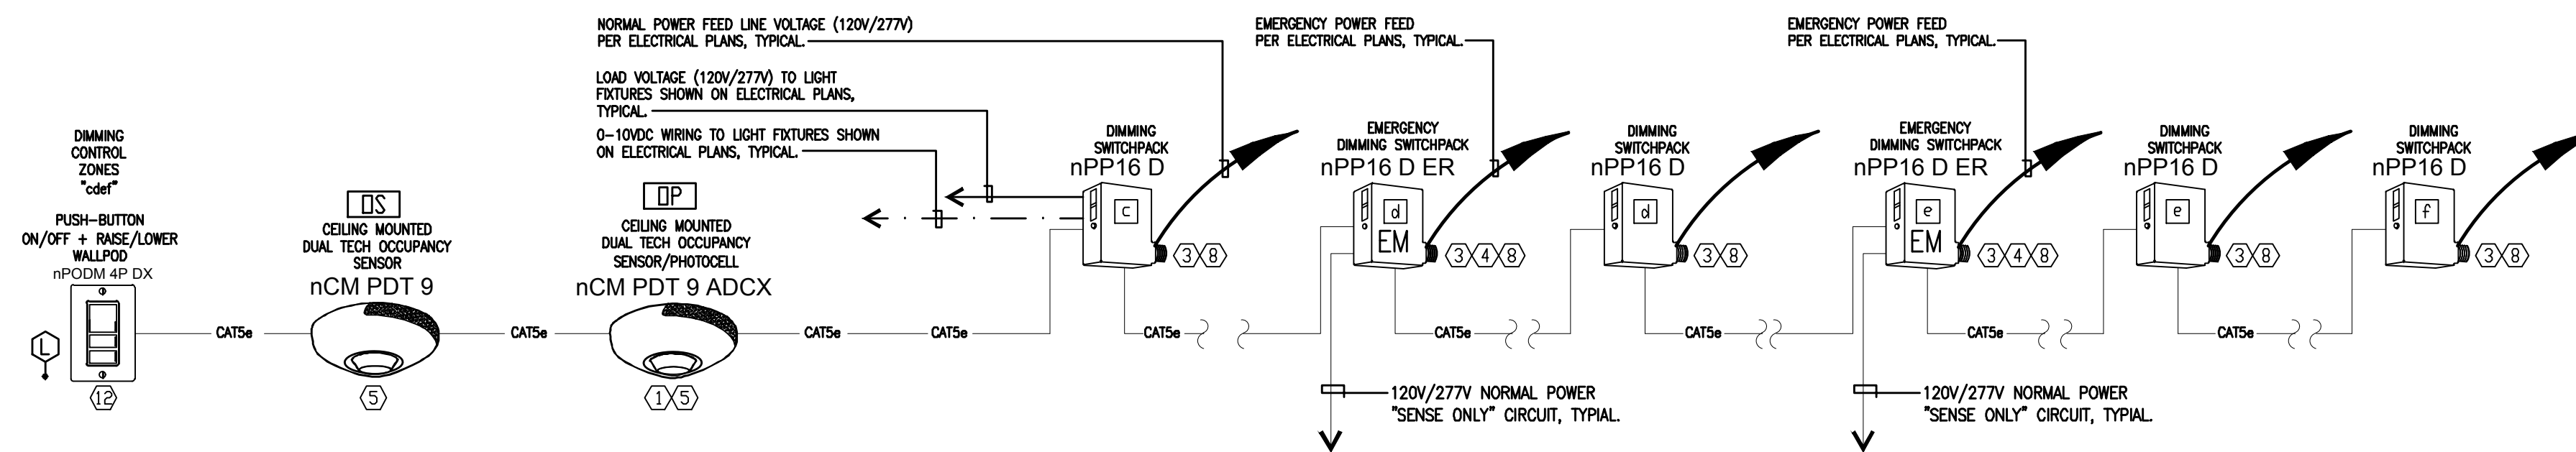 NORMAL POWER FEED LINE VOLTAGE (120V/277V)
PER ELECTRICAL PLANS, TYPICAL.
LOAD VOLTAGE (120V/277V) TO LIGHT
FIXTURES SHOWN ON ELECTRICAL PLANS,
TYPICAL.
0-10VDC WIRING TO LIGHT FIXTURES SHOWN
ON ELECTRICAL PLANS, TYPICAL.
EMERGENCY POWER FEED
PER ELECTRICAL PLANS, TYPICAL.
EMERGENCY POWER FEED
PER ELECTRICAL PLANS, TYPICAL.
DIMMING
CONTROL
ZONES
"cdef"
PUSH-BUTTON
ON/OFF + RAISE/LOWER
WALLPOD
nPODM 4P DX
L
12
CAT5e
OS
CEILING MOUNTED
DUAL TECH OCCUPANCY
SENSOR
nCM PDT 9
5
CAT5e
OP
CEILING MOUNTED
DUAL TECH OCCUPANCY
SENSOR/PHOTOCELL
nCM PDT 9 ADCX
1 5
CAT5e
CAT5e
DIMMING
SWITCHPACK
nPP16 D
c
3 8
CAT5e
EMERGENCY
DIMMING SWITCHPACK
nPP16 D ER
d
EM
3 4 8
CAT5e
120V/277V NORMAL POWER
"SENSE ONLY" CIRCUIT, TYPIAL.
DIMMING
SWITCHPACK
nPP16 D
d
3 8
CAT5e
EMERGENCY
DIMMING SWITCHPACK
nPP16 D ER
e
EM
3 4 8
CAT5e
120V/277V NORMAL POWER
"SENSE ONLY" CIRCUIT, TYPIAL.
DIMMING
SWITCHPACK
nPP16 D
e
3 8
CAT5e
DIMMING
SWITCHPACK
nPP16 D
f
3 8